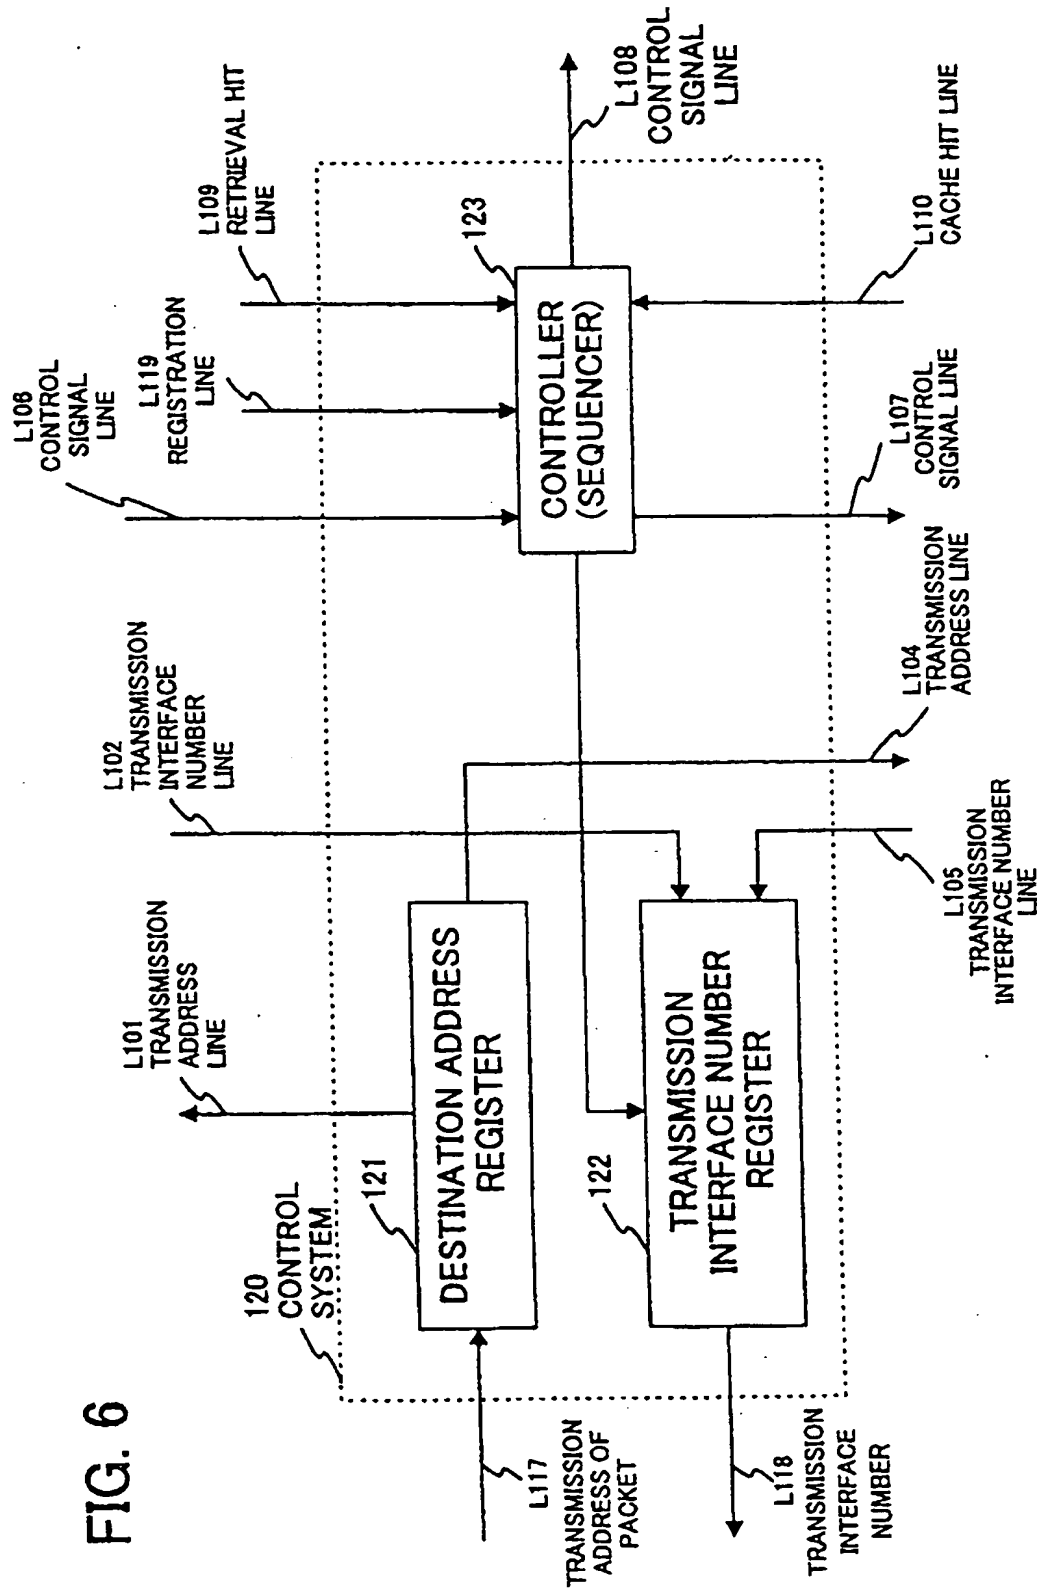 FIG. 6
120
CONTROL
SYSTEM
L101
TRANSMISSION
ADDRESS
LINE
L102
TRANSMISSION
INTERFACE
NUMBER
LINE
L106
CONTROL
SIGNAL
LINE
L119
REGISTRATION
LINE
L109
RETRIEVAL HIT
LINE
121
DESTINATION ADDRESS
REGISTER
122
TRANSMISSION
INTERFACE NUMBER
REGISTER
123
CONTROLLER
(SEQUENCER)
L108
CONTROL
SIGNAL
LINE
L117
TRANSMISSION
ADDRESS OF
PACKET
L118
TRANSMISSION
INTERFACE
NUMBER
L105
TRANSMISSION
INTERFACE NUMBER
LINE
L104
TRANSMISSION
ADDRESS LINE
L107
CONTROL
SIGNAL LINE
L110
CACHE HIT LINE